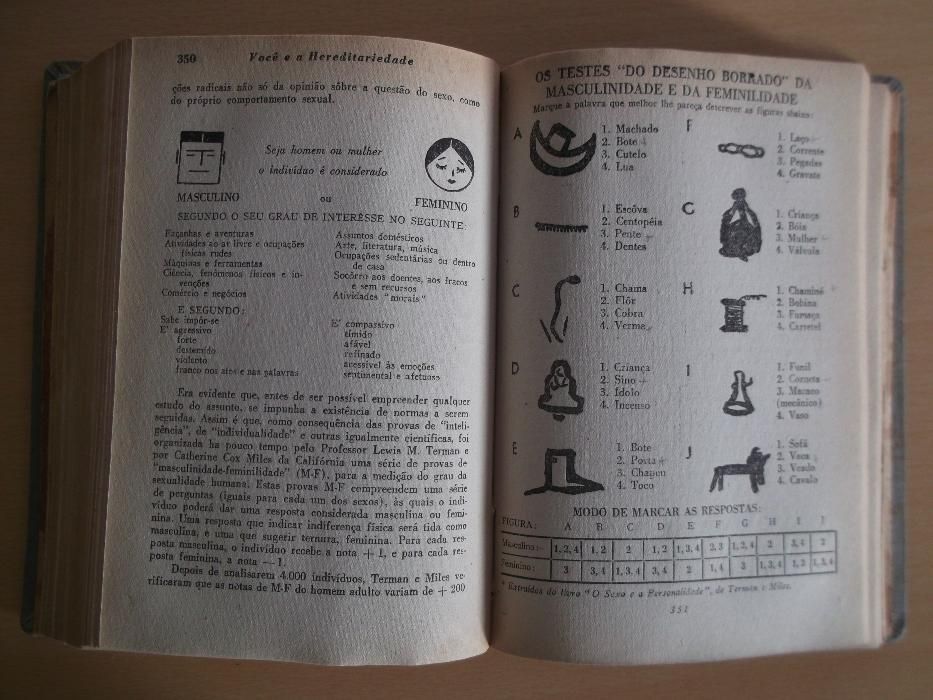 350
Você e a Hereditariedade
ções radicais não só da opinião sôbre a questão do sexo, como
do próprio comportamento sexual.
Seja homem ou mulher
o indivíduo é considerado
MASCULINO ou FEMININO
SEGUNDO O SEU GRAU DE INTERÊSSE NO SEGUINTE:
Façanhas e aventuras
Atividades ao ar livre e ocupações
físicas rudes
Máquinas e ferramentas
Ciência, fenômenos físicos e in-
venções
Comércio e negócios
Assuntos domésticos
Arte, literatura, música
Ocupações sedentárias ou dentro
de casa
Socôrro aos doentes, aos fracos
e sem recursos
Atividades "morais"
E SEGUNDO:
Sabe impôr-se
E' agressivo
forte
destemido
violento
franco nos atos e nas palavras
E' compassivo
tímido
afável
refinado
acessível às emoções
sentimental e afetuoso
Era evidente que, antes de ser possível empreender qualquer
estudo do assunto, se impunha a existência de normas a serem
seguidas. Assim é que, como consequência das provas de "inteli-
gência", de "individualidade" e outras igualmente científicas, foi
organizada ha pouco tempo pelo Professor Lewis M. Terman e
por Catherine Cox Miles da Califórnia uma série de provas de
"masculinidade-feminilidade" (M-F), para a medição do grau da
sexualidade humana. Estas provas M-F compreendem uma série
de perguntas (iguais para cada um dos sexos), às quais o indi-
víduo poderá dar uma resposta considerada masculina ou femi-
nina. Uma resposta que indicar indiferença física será tida como
masculina, e uma que sugerir ternura, feminina. Para cada res-
posta masculina, o indivíduo recebe a nota + 1, e para cada res-
posta feminina, a nota — 1.
Depois de analisarem 4.000 indivíduos, Terman e Miles ve-
rificaram que as notas de M-F do homem adulto variam de + 200
OS TESTES "DO DESENHO BORRADO" DA
MASCULINIDADE E DA FEMINILIDADE
Marque a palavra que melhor lhe pareça descrever as figuras abaixo:
A
1. Machado
2. Bote
3. Cutelo
4. Lua
F
1. Laço
2. Corrente
3. Pegadas
4. Gravata
B
1. Escôva
2. Centopéia
3. Pente
4. Dentes
G
1. Criança
2. Bóia
3. Mulher
4. Válvula
C
1. Chama
2. Flôr
3. Cobra
4. Verme
H
1. Chaminé
2. Bobina
3. Fumaça
4. Carretel
D
1. Criança
2. Sino
3. Ídolo
4. Incenso
I
1. Funil
2. Corneta
3. Macaco
(mecânico)
4. Vaso
E
1. Bote
2. Porta
3. Chapeu
4. Toco
J
1. Sofá
2. Vaca
3. Veado
4. Cavalo
MODO DE MARCAR AS RESPOSTAS:
FIGURA: A B C D E F G H I J
Masculino:— 1, 2, 4 1, 2 2 1, 2 1, 3, 4 2, 3 1, 2, 4 2 3, 4 2
Feminino: 3 3, 4 1, 3, 4 3, 4 2 1, 4 3 1, 3, 4 1, 2 1, 3, 4
* Extraídos do livro "O Sexo e a Personalidade", de Terman e Miles.
351